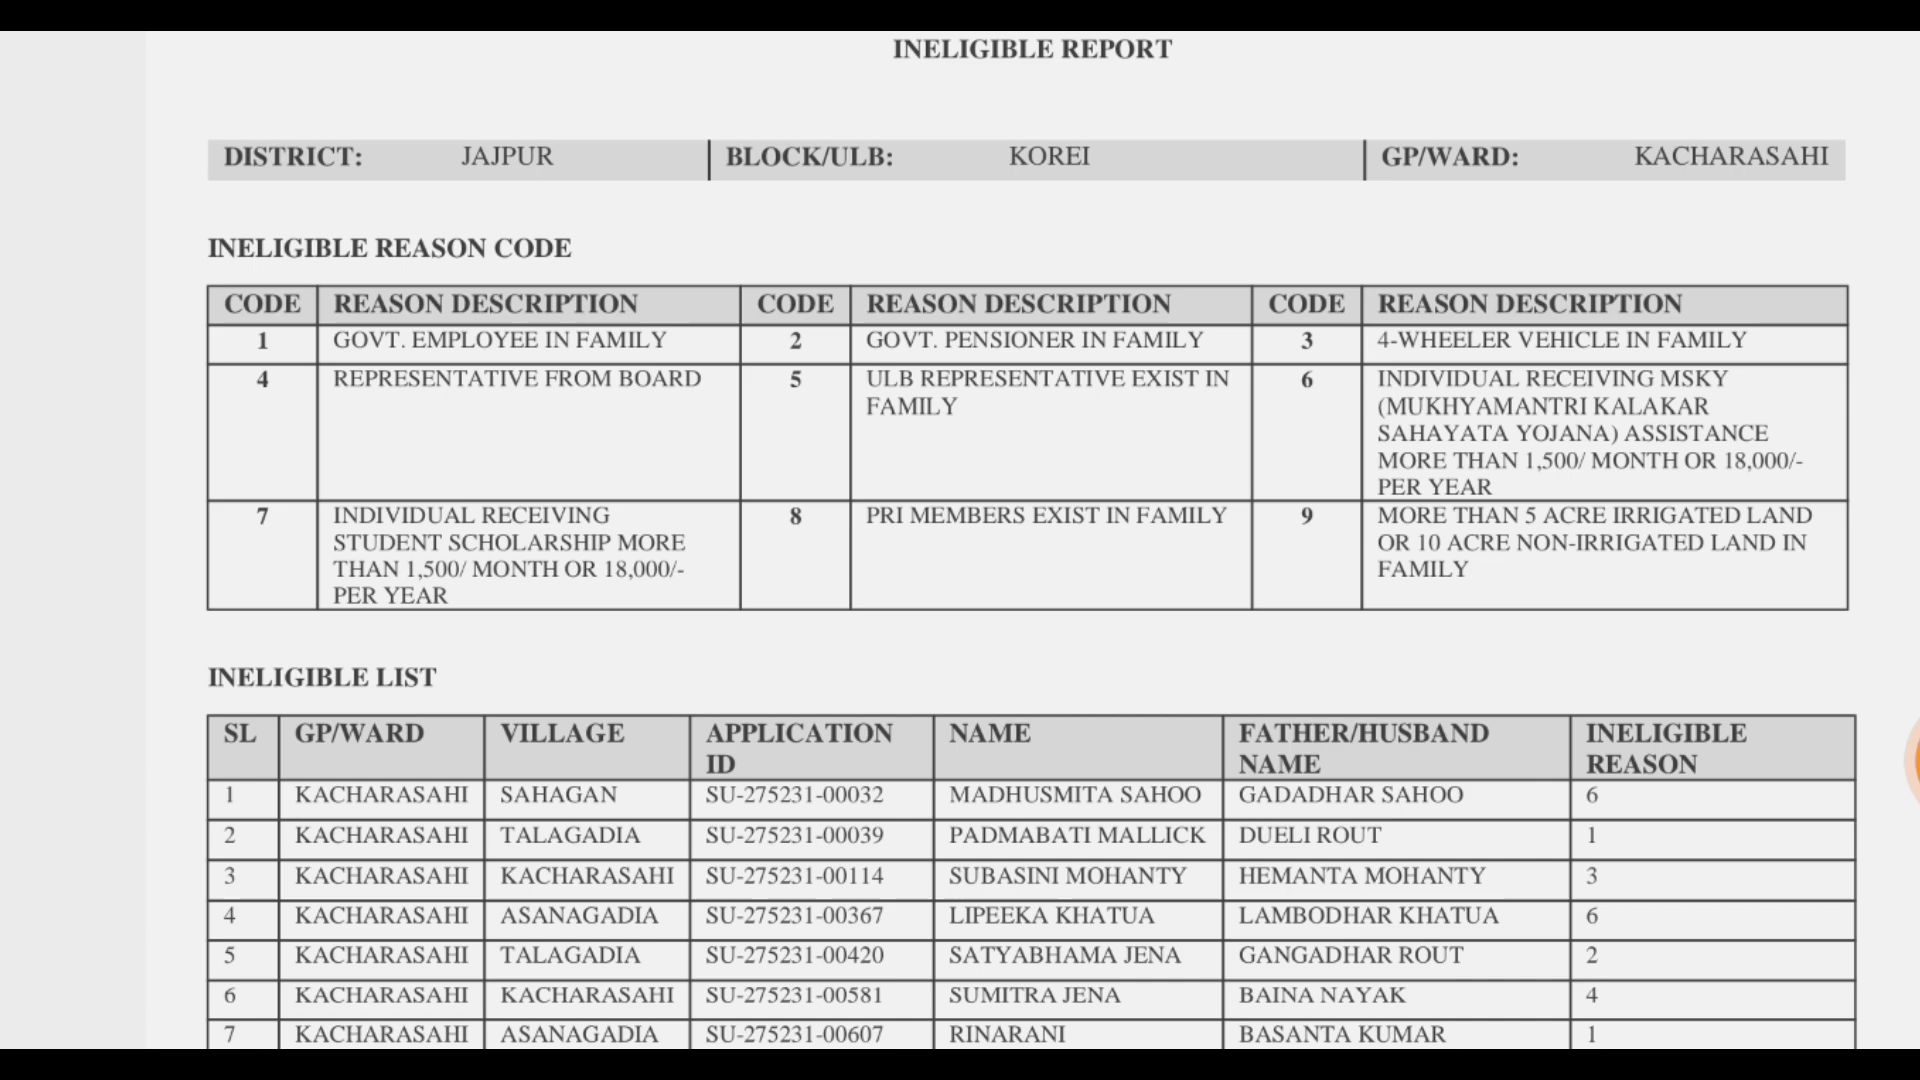 INELIGIBLE REPORT
DISTRICT: JAJPUR BLOCK/ULB: KOREI GP/WARD: KACHARASAHI
INELIGIBLE REASON CODE
CODE REASON DESCRIPTION CODE REASON DESCRIPTION CODE REASON DESCRIPTION
1 GOVT. EMPLOYEE IN FAMILY 2 GOVT. PENSIONER IN FAMILY 3 4-WHEELER VEHICLE IN FAMILY
4 REPRESENTATIVE FROM BOARD 5 ULB REPRESENTATIVE EXIST IN 6 INDIVIDUAL RECEIVING MSKY
FAMILY (MUKHYAMANTRI KALAKAR
SAHAYATA YOJANA) ASSISTANCE
MORE THAN 1,500/ MONTH OR 18,000/-
PER YEAR
7 INDIVIDUAL RECEIVING 8 PRI MEMBERS EXIST IN FAMILY 9 MORE THAN 5 ACRE IRRIGATED LAND
STUDENT SCHOLARSHIP MORE OR 10 ACRE NON-IRRIGATED LAND IN
THAN 1,500/ MONTH OR 18,000/- FAMILY
PER YEAR
INELIGIBLE LIST
SL GP/WARD VILLAGE APPLICATION NAME FATHER/HUSBAND INELIGIBLE
ID NAME REASON
1 KACHARASAHI SAHAGAN SU-275231-00032 MADHUSMITA SAHOO GADADHAR SAHOO 6
2 KACHARASAHI TALAGADIA SU-275231-00039 PADMABATI MALLICK DUELI ROUT 1
3 KACHARASAHI KACHARASAHI SU-275231-00114 SUBASINI MOHANTY HEMANTA MOHANTY 3
4 KACHARASAHI ASANAGADIA SU-275231-00367 LIPEEKA KHATUA LAMBODHAR KHATUA 6
5 KACHARASAHI TALAGADIA SU-275231-00420 SATYABHAMA JENA GANGADHAR ROUT 2
6 KACHARASAHI KACHARASAHI SU-275231-00581 SUMITRA JENA BAINA NAYAK 4
7 KACHARASAHI ASANAGADIA SU-275231-00607 RINARANI BASANTA KUMAR 1